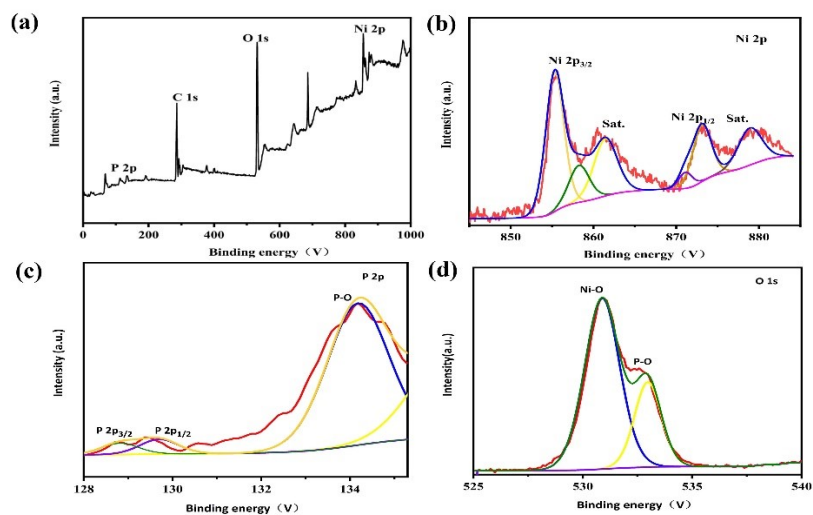 (a)
O 1s
Ni 2p
C 1s
P 2p
Intensity (a.u.)
0 200 400 600 800 1000
Binding energy（V）
(b)
Ni 2p
Ni 2p3/2
Sat.
Ni 2p1/2
Sat.
Intensity (a.u.)
850 860 870 880
Binding energy（V）
(c)
P 2p
P-O
P 2p3/2
P 2p1/2
Intensity (a.u.)
128 130 132 134
Binding energy（V）
(d)
O 1s
Ni-O
P-O
Intensity(a.u.)
525 530 535 540
Binding energy（V）